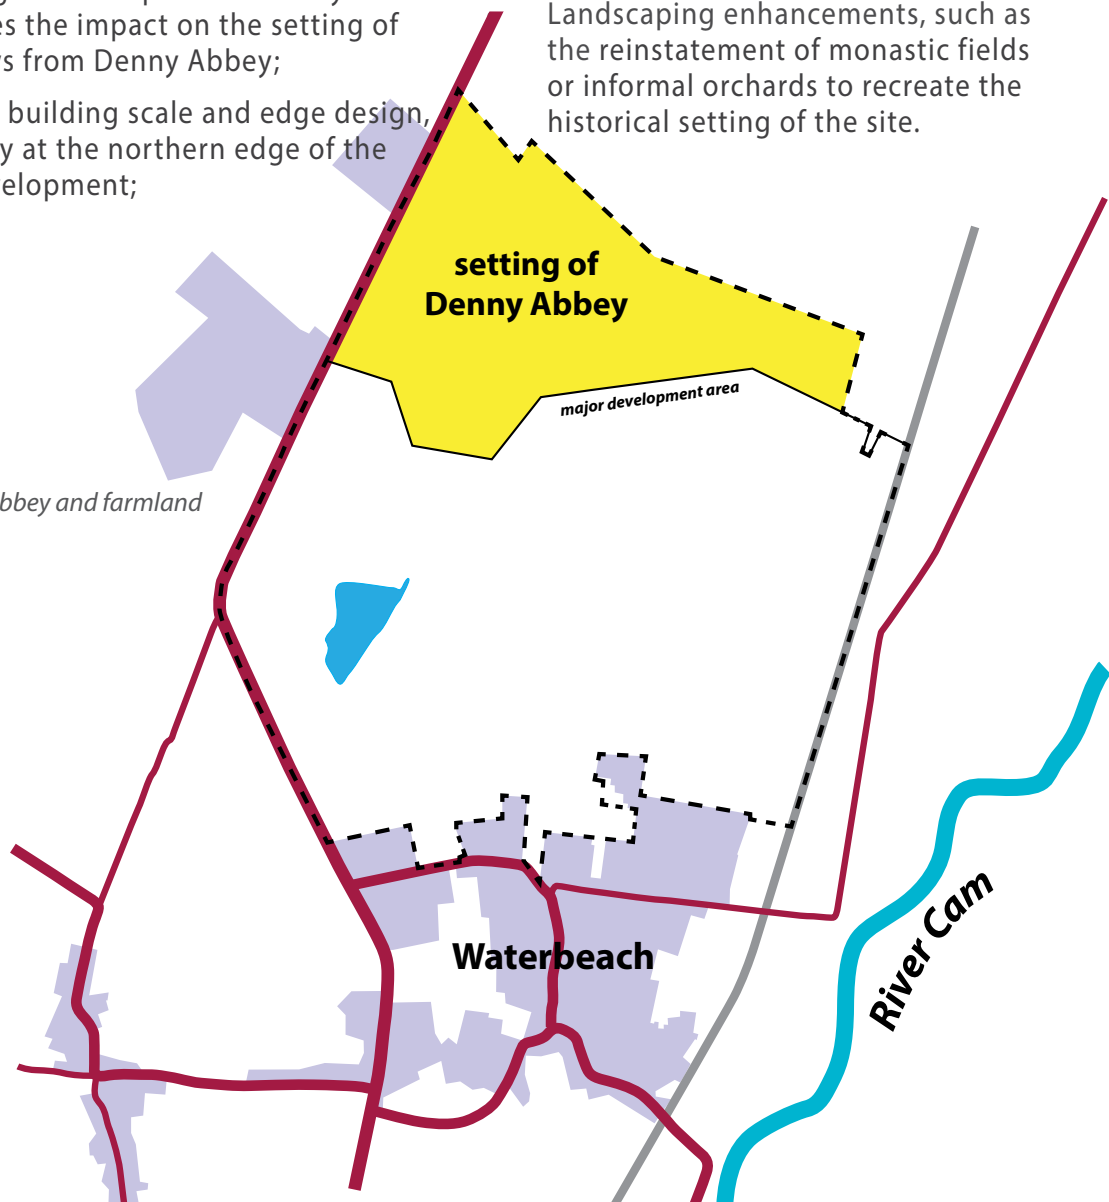 es the impact on the setting of
s from Denny Abbey;
building scale and edge design,
y at the northern edge of the
velopment;
Landscaping enhancements, such as
the reinstatement of monastic fields
or informal orchards to recreate the
historical setting of the site.
setting of
Denny Abbey
major development area
bbey and farmland
Waterbeach
River Cam